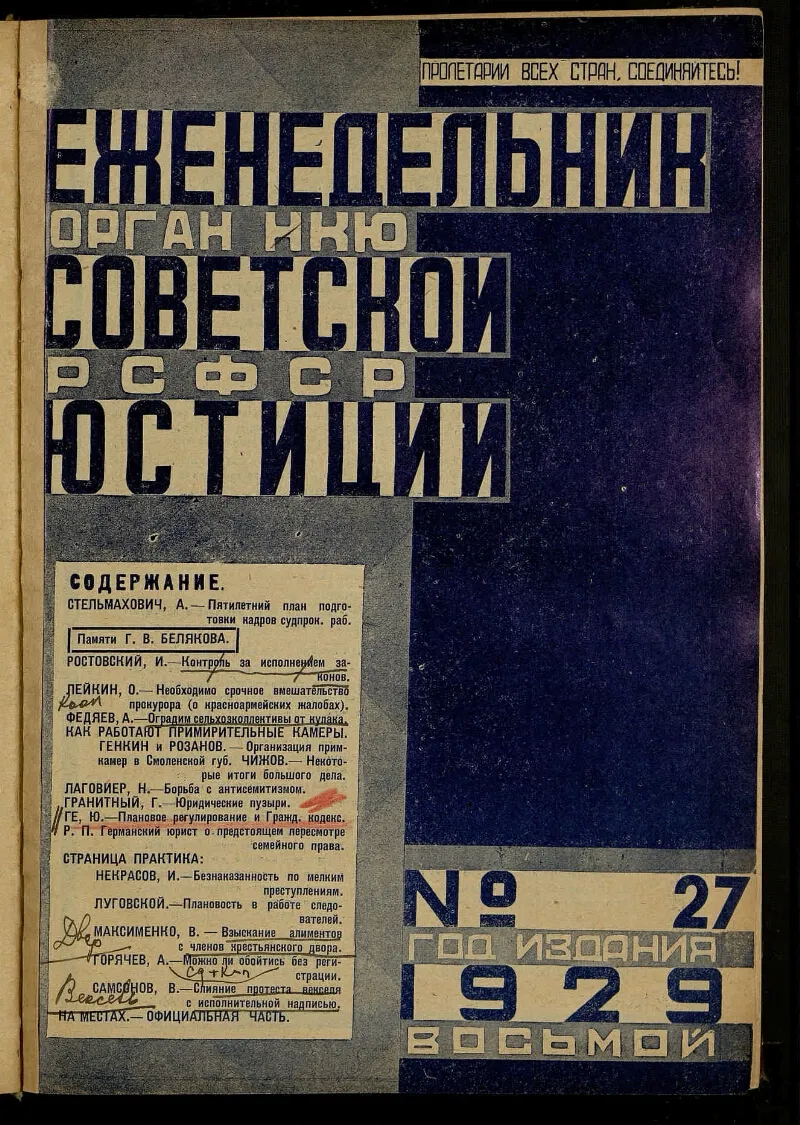 ПРОЛЕТАРИИ ВСЕХ СТРАН, СОЕДИНЯЙТЕСЬ!
ЕЖЕНЕДЕЛЬНИК
ОРГАН НКЮ
СОВЕТСКОЙ
РСФСР
ЮСТИЦИИ
СОДЕРЖАНИЕ.
СТЕЛЬМАХОВИЧ, А. — Пятилетний план подго-
товки кадров судпрок. раб.
Памяти Г. В. БЕЛЯКОВА.
РОСТОВСКИЙ, И.—Контроль за исполнением за-
конов.
ЛЕЙКИН, О.— Необходимо срочное вмешательство
прокурора (о красноармейских жалобах).
Кооп
ФЕДЯЕВ, А.—Оградим сельхозколлективы от кулака.
КАК РАБОТАЮТ ПРИМИРИТЕЛЬНЫЕ КАМЕРЫ.
ГЕНКИН и РОЗАНОВ. — Организация прим-
камер в Смоленской губ. ЧИЖОВ.— Некото-
рые итоги большого дела.
ЛАГОВИЕР, Н.—Борьба с антисемитизмом.
ГРАНИТНЫЙ, Г.—Юридические пузыри.
ГЕ, Ю.—Плановое регулирование и Гражд. кодекс.
Р. П. Германский юрист о предстоящем пересмотре
семейного права.
СТРАНИЦА ПРАКТИКА:
НЕКРАСОВ, И.—Безнаказанность по мелким
преступлениям.
ЛУГОВСКОЙ.—Плановость в работе следо-
вателей.
Двор
МАКСИМЕНКО, В. — Взыскание алиментов
с членов крестьянского двора.
ГОРЯЧЕВ, А.—Можно ли обойтись без реги-
страции.
Вексель
САМСОНОВ, В.—Слияние протеста векселя
с исполнительной надписью.
НА МЕСТАХ.— ОФИЦИАЛЬНАЯ ЧАСТЬ.
№ 27
ГОД ИЗДАНИЯ
1929
ВОСЬМОЙ